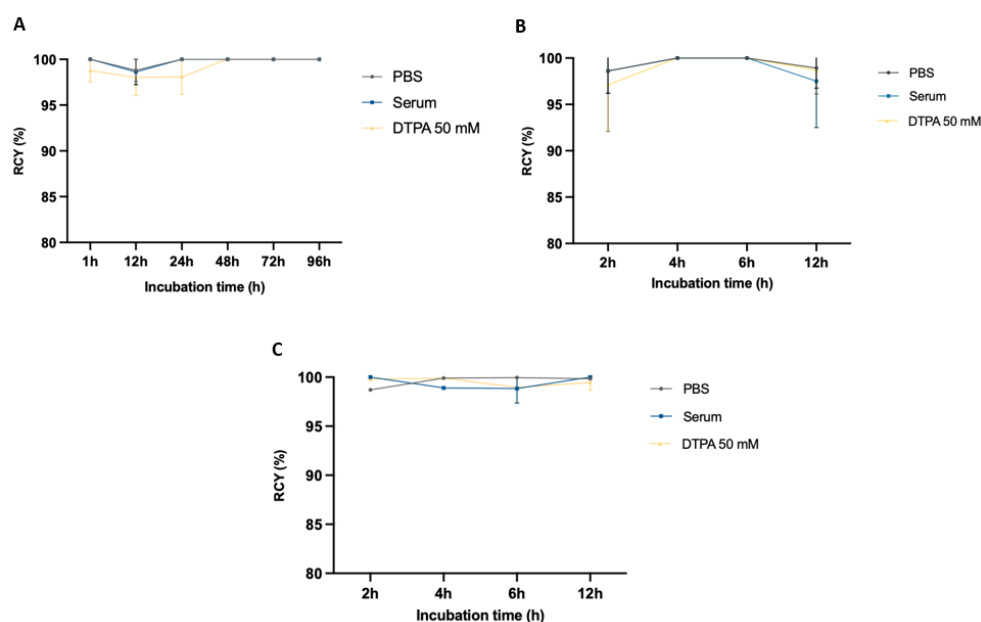 A
100
95
90
85
80
RCY (%)
1h 12h 24h 48h 72h 96h
Incubation time (h)
PBS
Serum
DTPA 50 mM
B
100
95
90
85
80
RCY (%)
2h 4h 6h 12h
Incubation time (h)
PBS
Serum
DTPA 50 mM
C
100
95
90
85
80
RCY (%)
2h 4h 6h 12h
Incubation time (h)
PBS
Serum
DTPA 50 mM